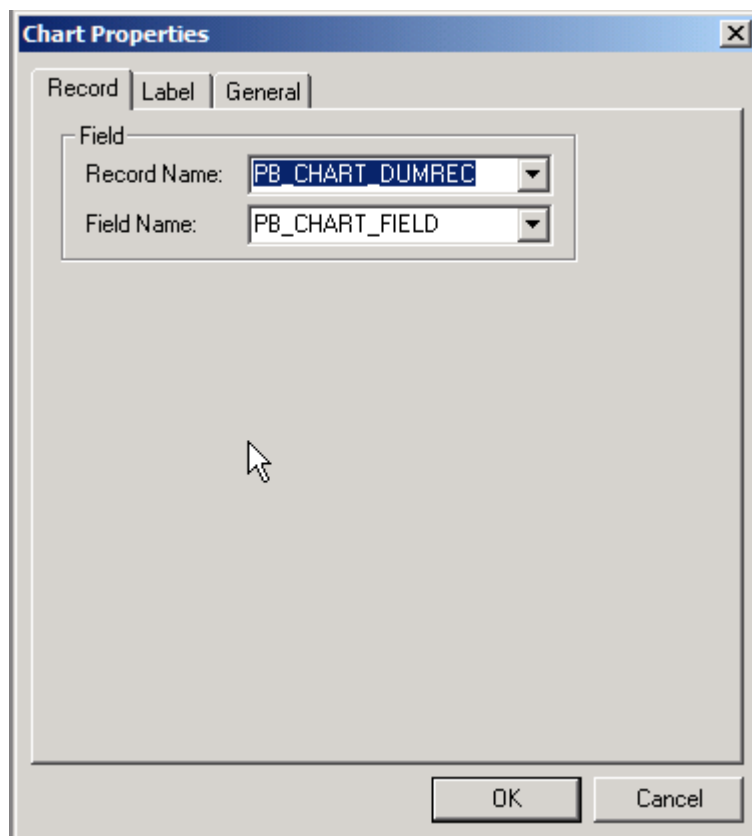 Chart Properties
Record Label General
Field
Record Name: PB_CHART_DUMREC
Field Name: PB_CHART_FIELD
OK Cancel